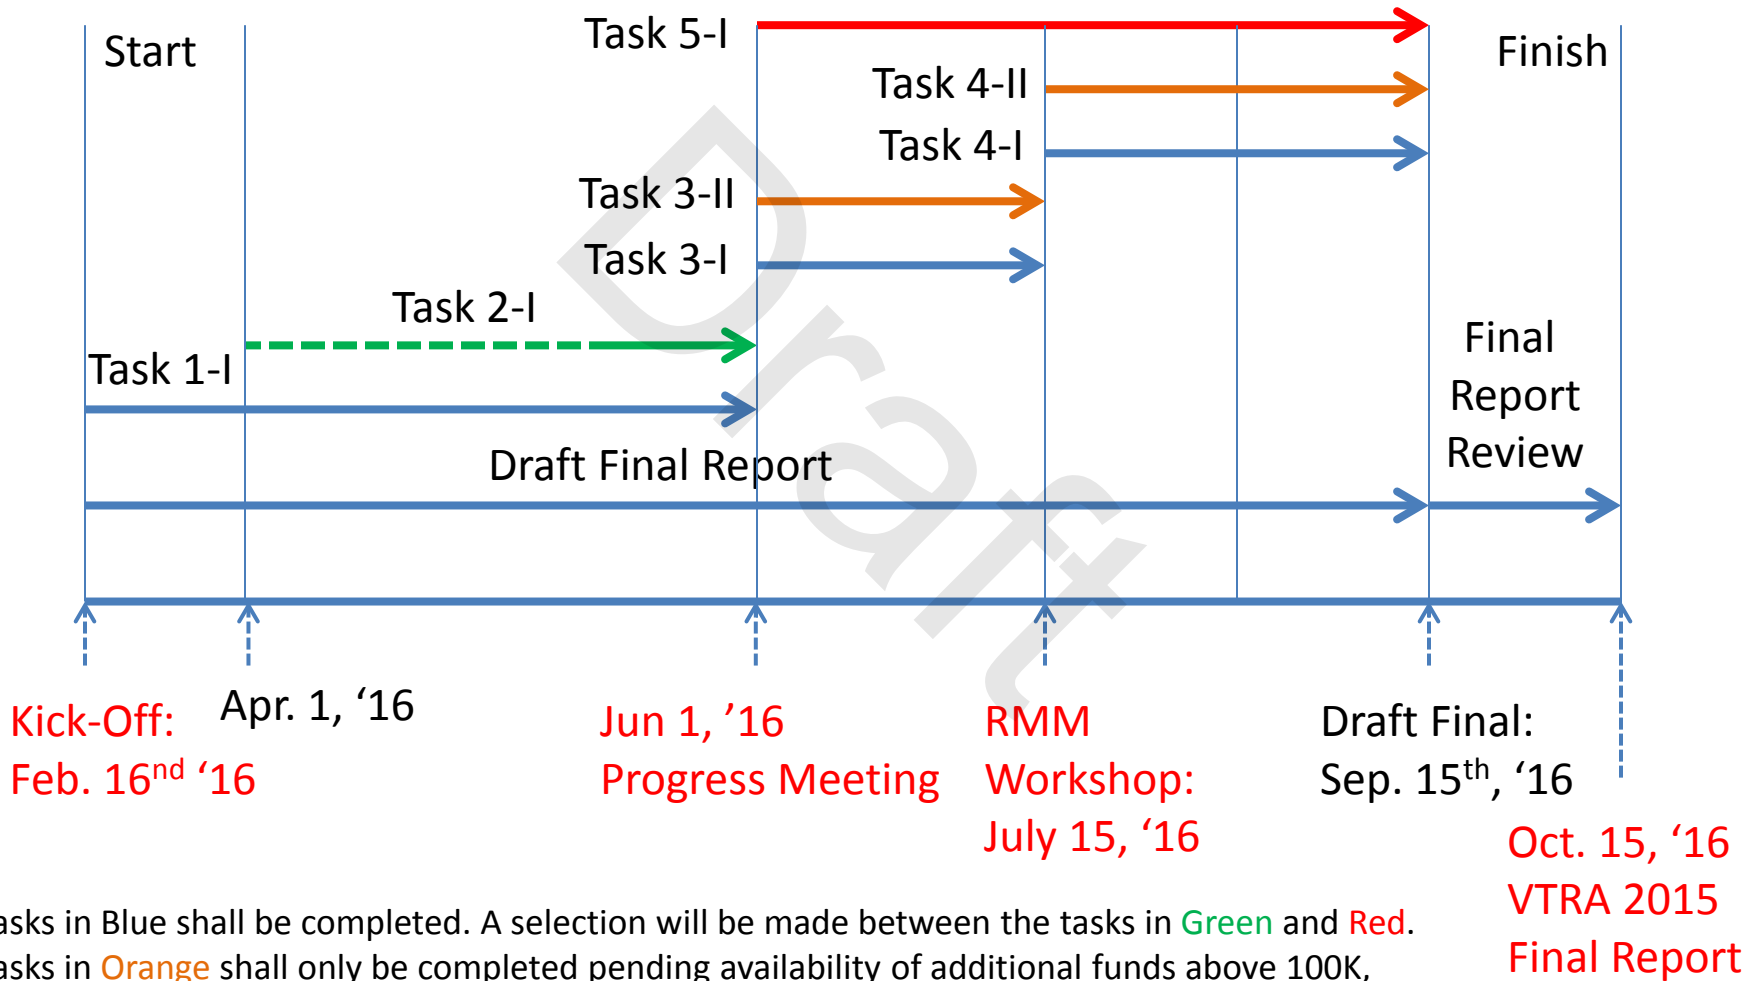 Start
Task 5-I
Finish
Task 4-II
Task 4-I
Task 3-II
Task 3-I
Task 2-I
Task 1-I
Final
Report
Review
Draft Final Report
Draft
Kick-Off:
Feb. 16nd ‘16
Apr. 1, ‘16
Jun 1, ’16
Progress Meeting
RMM
Workshop:
July 15, ‘16
Draft Final:
Sep. 15th, ‘16
Oct. 15, ‘16
VTRA 2015
Final Report
asks in Blue shall be completed. A selection will be made between the tasks in Green and Red.
asks in Orange shall only be completed pending availability of additional funds above 100K,